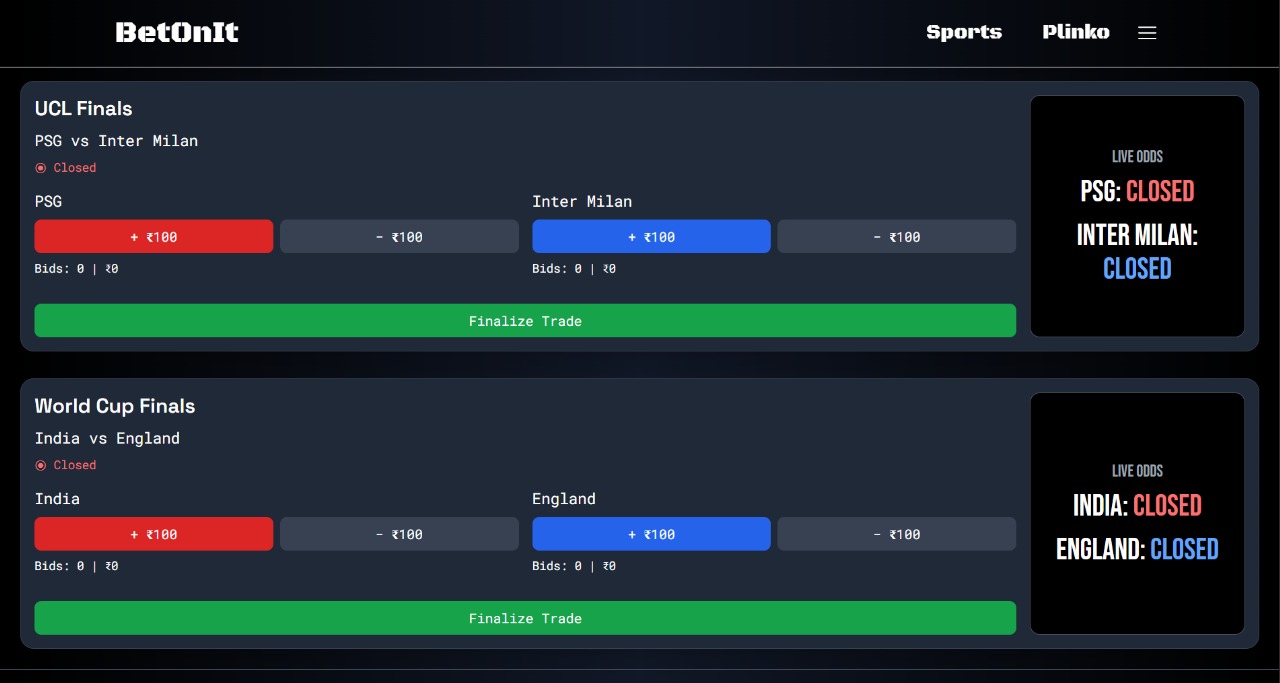 BetOnIt
Sports Plinko
UCL Finals
PSG vs Inter Milan
Closed
PSG
+ ₹100 - ₹100
Bids: 0 | ₹0
Inter Milan
+ ₹100 - ₹100
Bids: 0 | ₹0
Finalize Trade
LIVE ODDS
PSG: CLOSED
INTER MILAN:
CLOSED
World Cup Finals
India vs England
Closed
India
+ ₹100 - ₹100
Bids: 0 | ₹0
England
+ ₹100 - ₹100
Bids: 0 | ₹0
Finalize Trade
LIVE ODDS
INDIA: CLOSED
ENGLAND: CLOSED